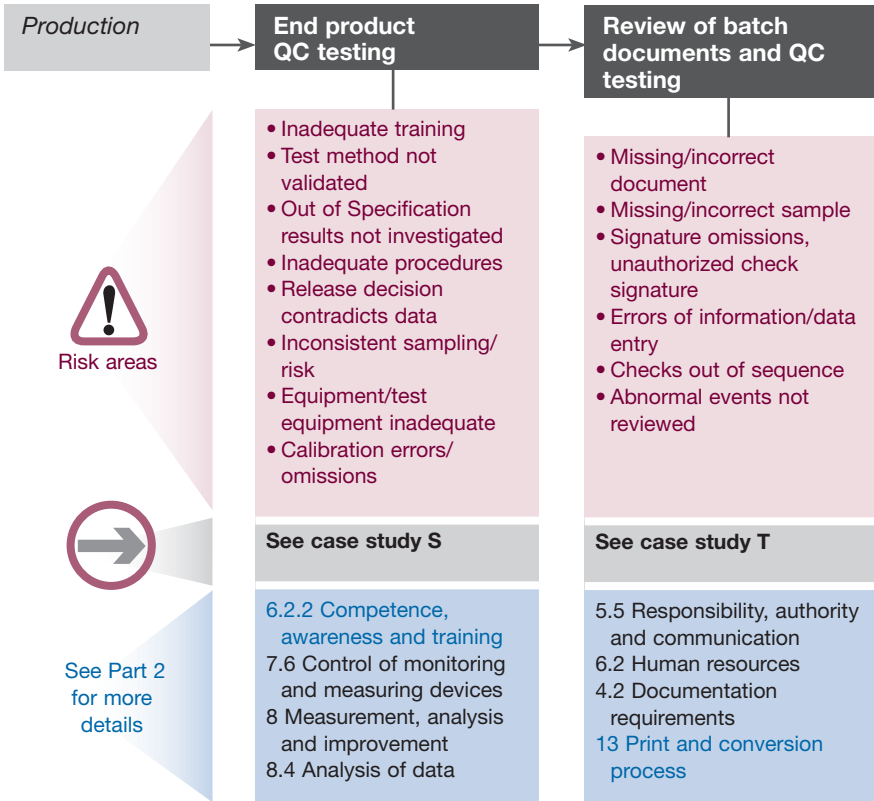 Production
End product
QC testing
Review of batch
documents and QC
testing
Risk areas
• Inadequate training
• Test method not
validated
• Out of Specification
results not investigated
• Inadequate procedures
• Release decision
contradicts data
• Inconsistent sampling/
risk
• Equipment/test
equipment inadequate
• Calibration errors/
omissions
• Missing/incorrect
document
• Missing/incorrect sample
• Signature omissions,
unauthorized check
signature
• Errors of information/data
entry
• Checks out of sequence
• Abnormal events not
reviewed
See case study S
See case study T
See Part 2
for more
details
6.2.2 Competence,
awareness and training
7.6 Control of monitoring
and measuring devices
8 Measurement, analysis
and improvement
8.4 Analysis of data
5.5 Responsibility, authority
and communication
6.2 Human resources
4.2 Documentation
requirements
13 Print and conversion
process